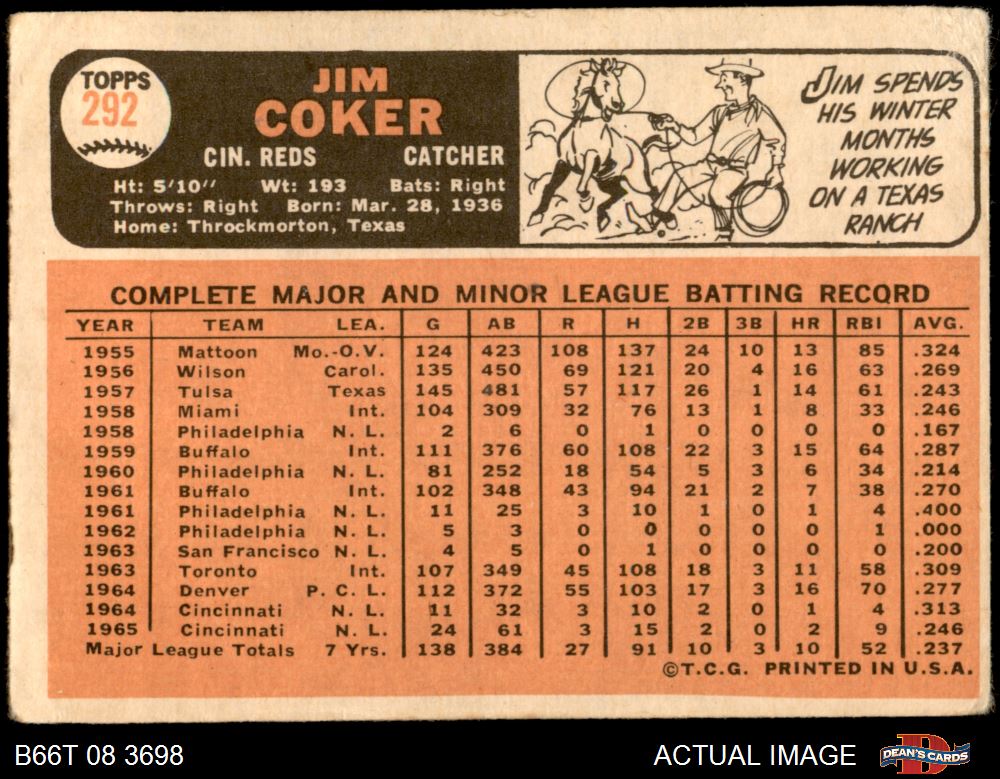 TOPPS
292
JIM
COKER
CIN. REDS CATCHER
Ht: 5'10" Wt: 193 Bats: Right
Throws: Right Born: Mar. 28, 1936
Home: Throckmorton, Texas
JIM SPENDS
HIS WINTER
MONTHS
WORKING
ON A TEXAS
RANCH
COMPLETE MAJOR AND MINOR LEAGUE BATTING RECORD
YEAR TEAM LEA. G AB R H 2B 3B HR RBI AVG.
1955 Mattoon Mo.-O.V. 124 423 108 137 24 10 13 85 .324
1956 Wilson Carol. 135 450 69 121 20 4 16 63 .269
1957 Tulsa Texas 145 481 57 117 26 1 14 61 .243
1958 Miami Int. 104 309 32 76 13 1 8 33 .246
1958 Philadelphia N. L. 2 6 0 1 0 0 0 0 .167
1959 Buffalo Int. 111 376 60 108 22 3 15 64 .287
1960 Philadelphia N. L. 81 252 18 54 5 3 6 34 .214
1961 Buffalo Int. 102 348 43 94 21 2 7 38 .270
1961 Philadelphia N. L. 11 25 3 10 1 0 1 4 .400
1962 Philadelphia N. L. 5 3 0 0 0 0 0 1 .000
1963 San Francisco N. L. 4 5 0 1 0 0 0 0 .200
1963 Toronto Int. 107 349 45 108 18 3 11 58 .309
1964 Denver P. C. L. 112 372 55 103 17 3 16 70 .277
1964 Cincinnati N. L. 11 32 3 10 2 0 1 4 .313
1965 Cincinnati N. L. 24 61 3 15 2 0 2 9 .246
Major League Totals 7 Yrs. 138 384 27 91 10 3 10 52 .237
©T.C.G. PRINTED IN U.S.A.
B66T 08 3698 ACTUAL IMAGE DEAN'S CARDS